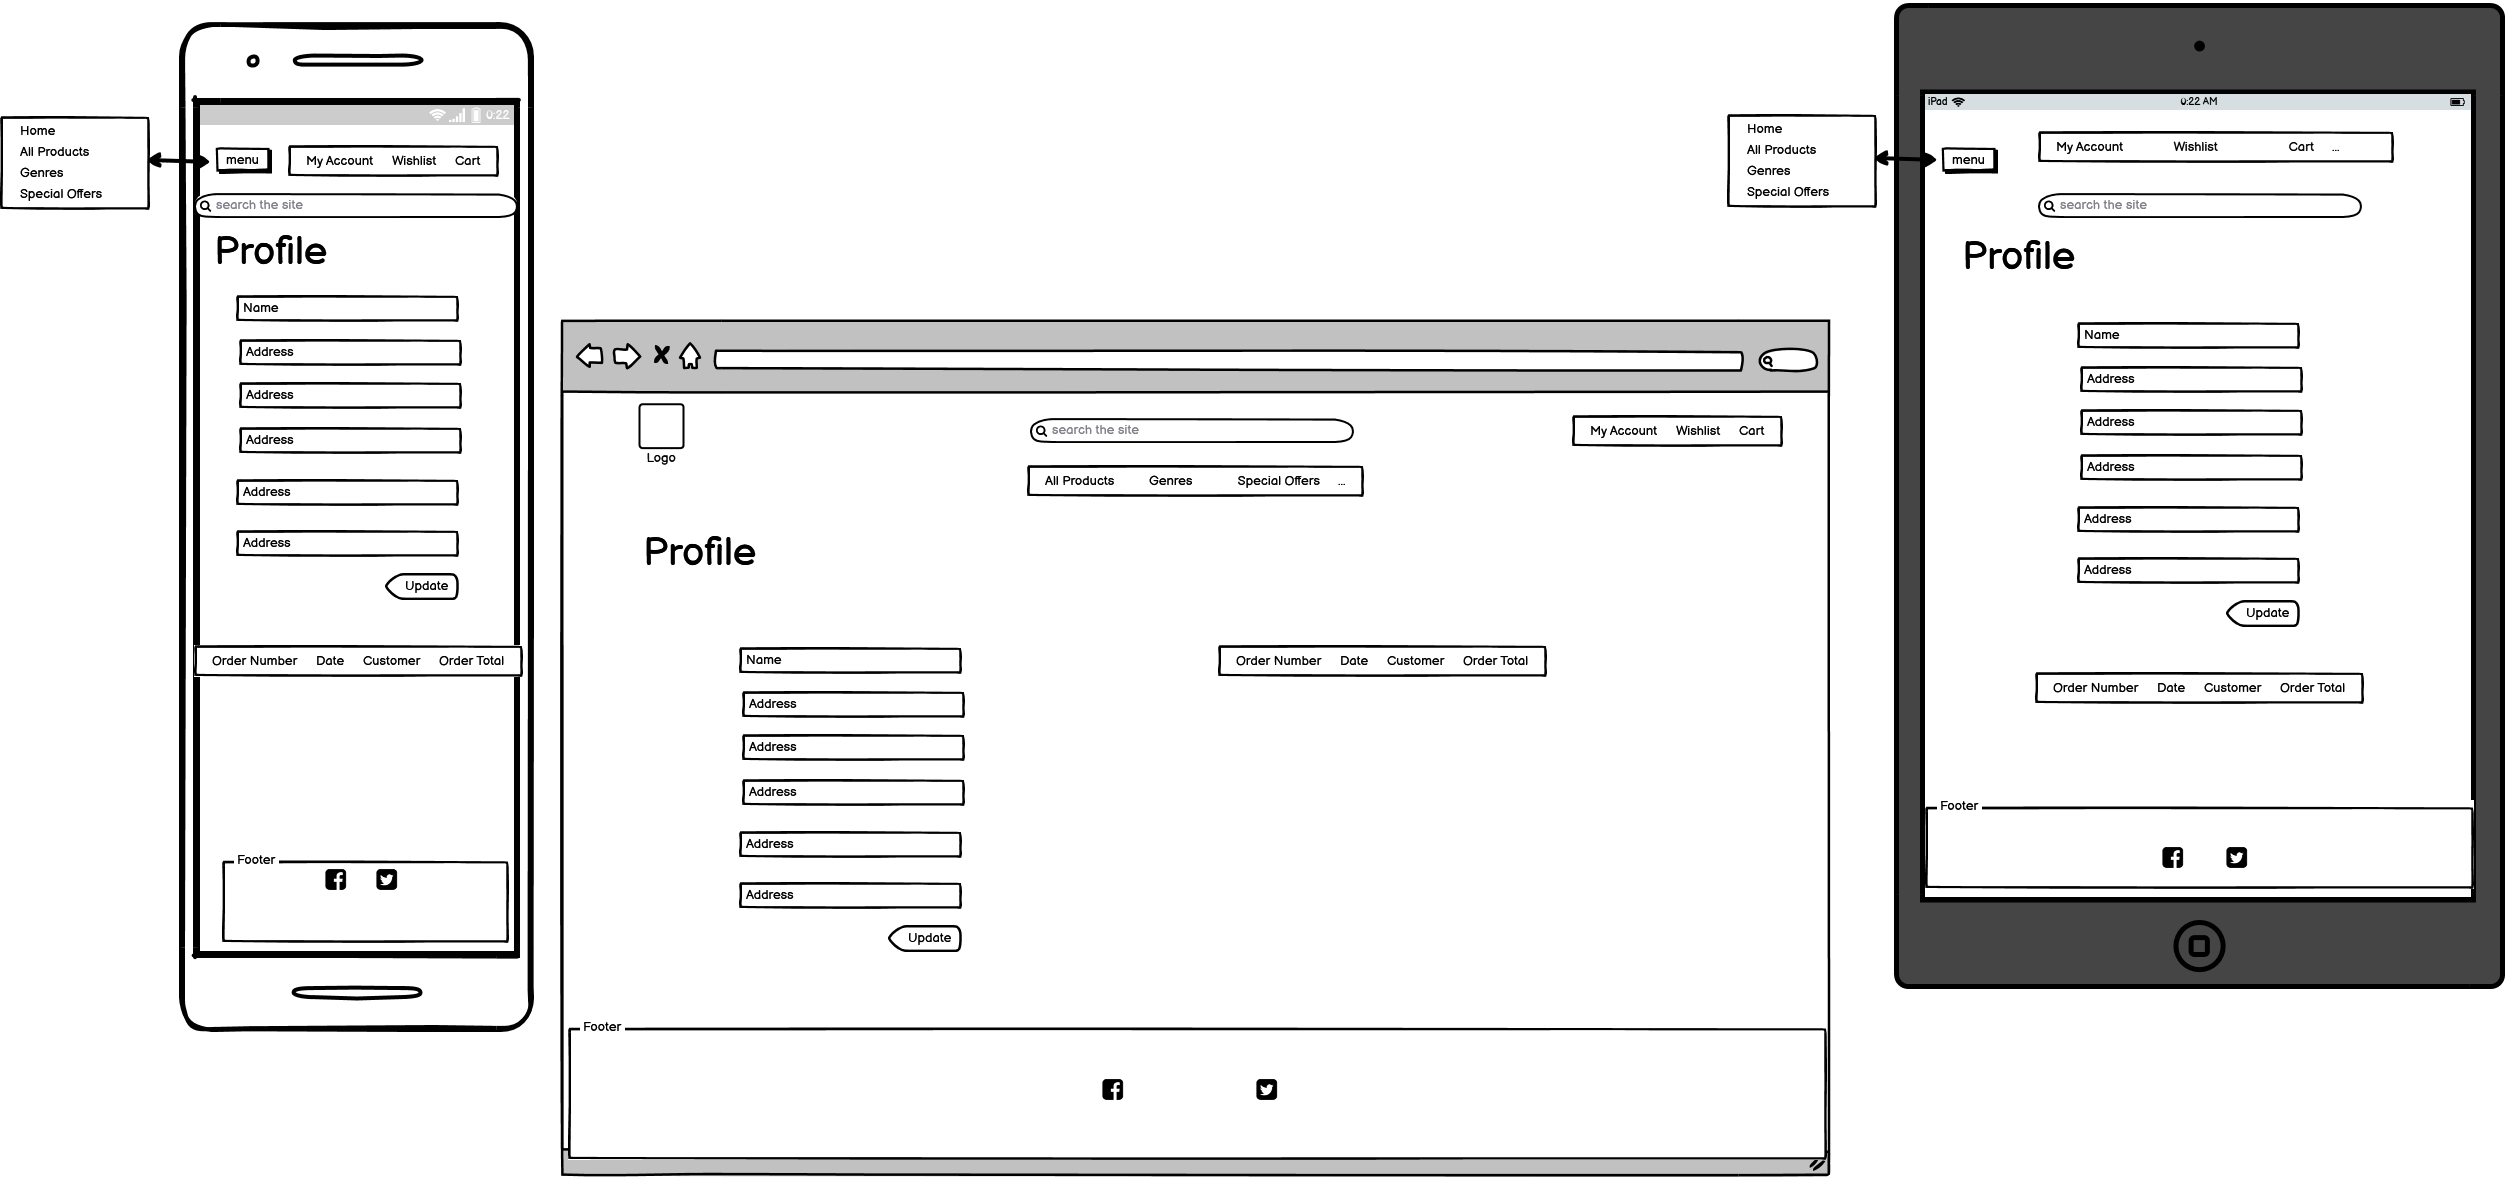 Home
All Products
Genres
Special Offers
0:22
menu
My Account Wishlist Cart
search the site
Profile
Name
Address
Address
Address
Address
Address
Update
Order Number Date Customer Order Total
Footer
Logo
search the site
My Account Wishlist Cart
All Products Genres Special Offers ...
Profile
Name
Address
Address
Address
Address
Address
Update
Order Number Date Customer Order Total
Footer
Home
All Products
Genres
Special Offers
iPad 0:22 AM
menu
My Account Wishlist Cart ...
search the site
Profile
Name
Address
Address
Address
Address
Address
Update
Order Number Date Customer Order Total
Footer